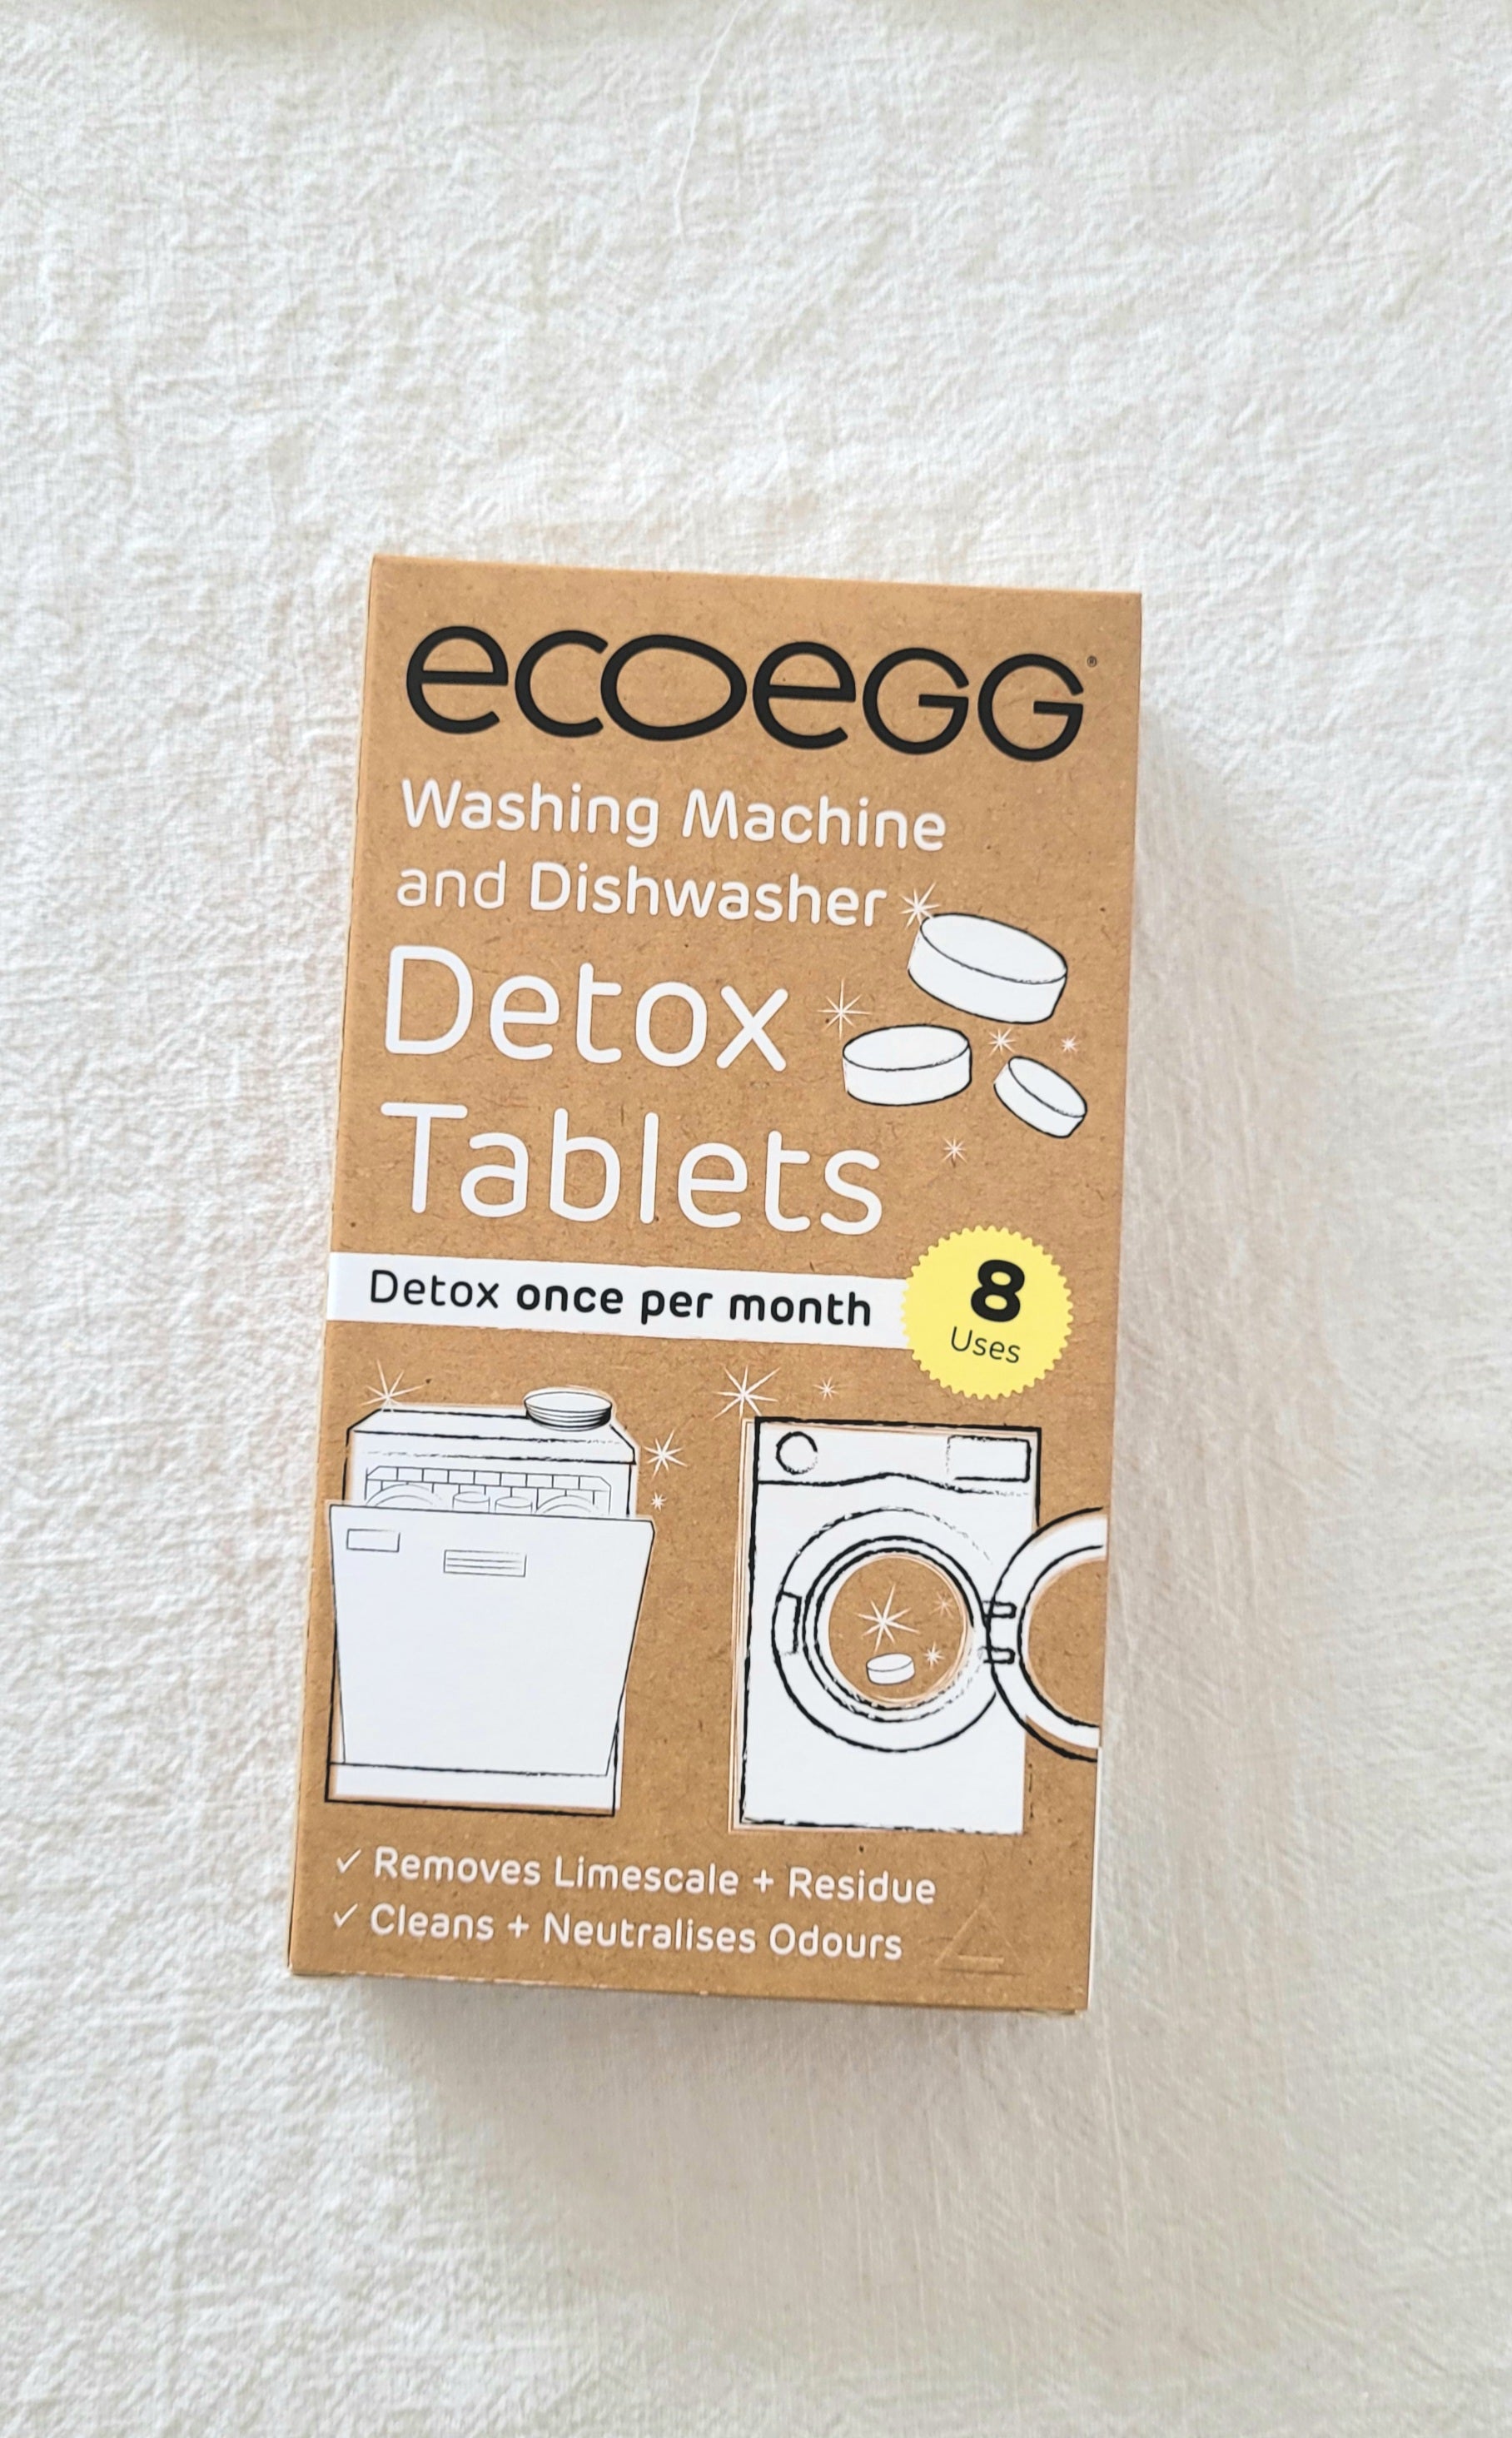 ecoeGG®
Washing Machine
and Dishwasher
Detox
Tablets
Detox once per month
8
Uses
✓ Removes Limescale + Residue
✓ Cleans + Neutralises Odours